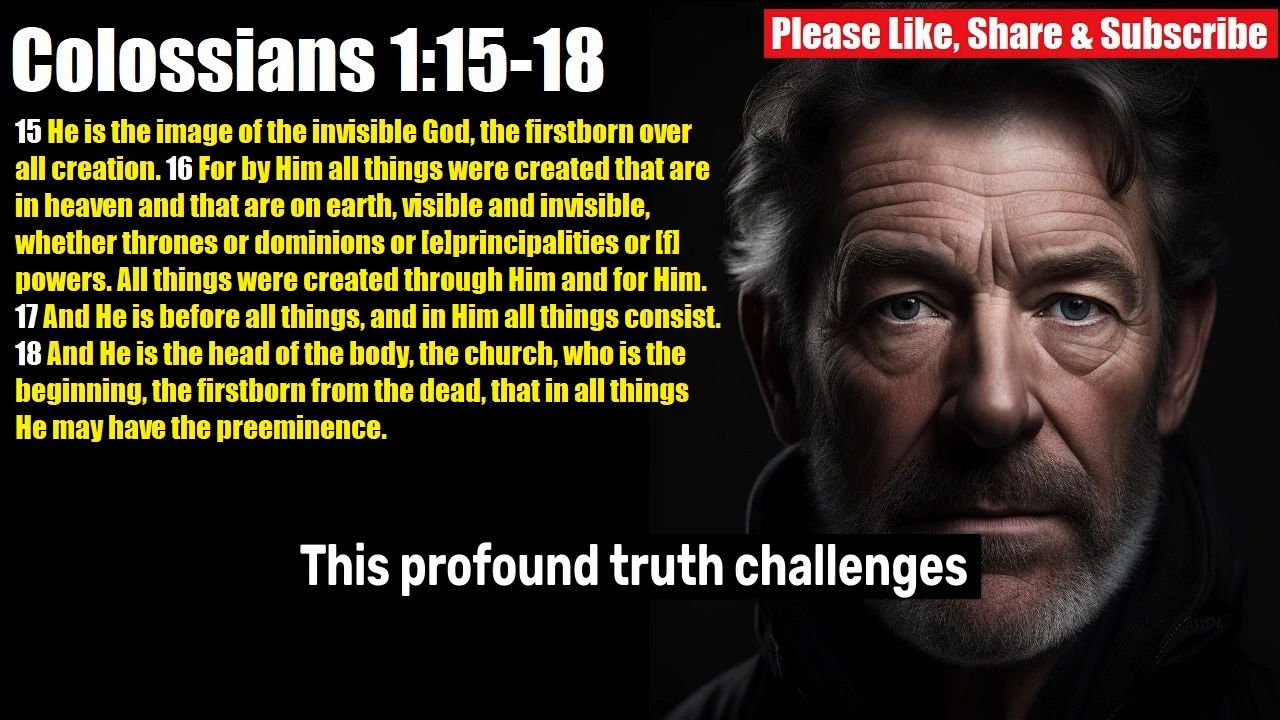 Colossians 1:15-18
Please Like, Share & Subscribe
15 He is the image of the invisible God, the firstborn over
all creation. 16 For by Him all things were created that are
in heaven and that are on earth, visible and invisible,
whether thrones or dominions or [e]principalities or [f]
powers. All things were created through Him and for Him.
17 And He is before all things, and in Him all things consist.
18 And He is the head of the body, the church, who is the
beginning, the firstborn from the dead, that in all things
He may have the preeminence.
This profound truth challenges